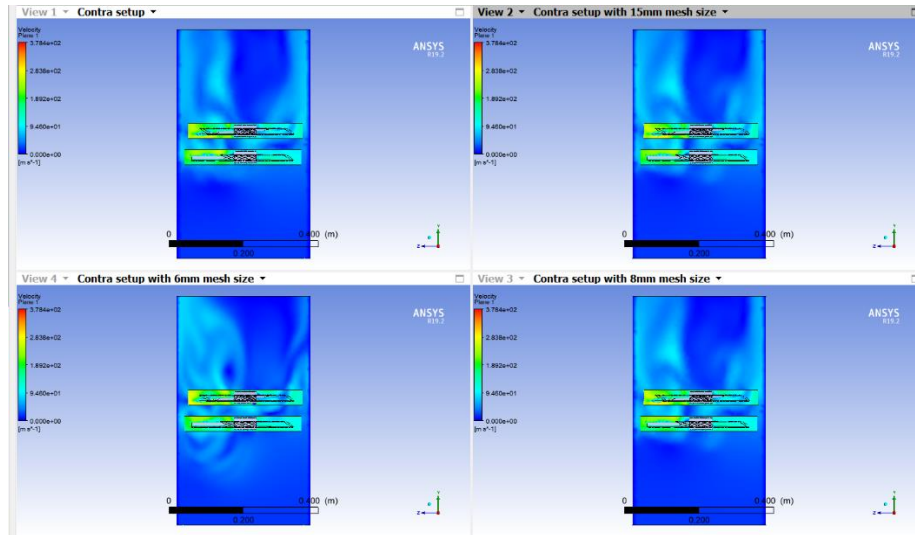 View 1 Contra setup
Velocity
Plane 1
3.784e+02
2.838e+02
1.892e+02
9.460e+01
0.000e+00
[m s^-1]
ANSYS
R19.2
0 0.400 (m)
0.200
Y
Z
View 2 Contra setup with 15mm mesh size
Velocity
Plane 1
3.784e+02
2.838e+02
1.892e+02
9.460e+01
0.000e+00
[m s^-1]
ANSYS
R19.2
0 0.400 (m)
0.200
Y
Z
View 4 Contra setup with 6mm mesh size
Velocity
Plane 1
3.784e+02
2.838e+02
1.892e+02
9.460e+01
0.000e+00
[m s^-1]
ANSYS
R19.2
0 0.400 (m)
0.200
Y
Z
View 3 Contra setup with 8mm mesh size
Velocity
Plane 1
3.784e+02
2.838e+02
1.892e+02
9.460e+01
0.000e+00
[m s^-1]
ANSYS
R19.2
0 0.400 (m)
0.200
Y
Z